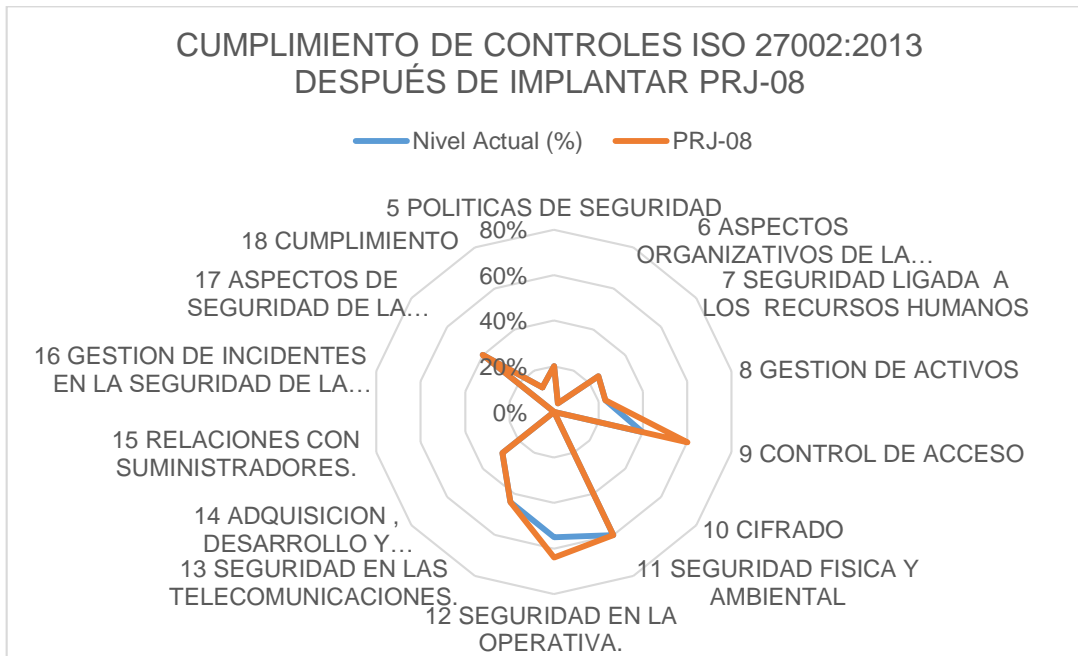 CUMPLIMIENTO DE CONTROLES ISO 27002:2013
DESPUÉS DE IMPLANTAR PRJ-08
Nivel Actual (%)
PRJ-08
5 POLITICAS DE SEGURIDAD
6 ASPECTOS
ORGANIZATIVOS DE LA…
7 SEGURIDAD LIGADA A
LOS RECURSOS HUMANOS
8 GESTION DE ACTIVOS
9 CONTROL DE ACCESO
10 CIFRADO
11 SEGURIDAD FISICA Y
AMBIENTAL
12 SEGURIDAD EN LA
OPERATIVA.
13 SEGURIDAD EN LAS
TELECOMUNICACIONES.
14 ADQUISICION ,
DESARROLLO Y…
15 RELACIONES CON
SUMINISTRADORES.
16 GESTION DE INCIDENTES
EN LA SEGURIDAD DE LA…
17 ASPECTOS DE
SEGURIDAD DE LA…
18 CUMPLIMIENTO
80%
60%
40%
20%
0%